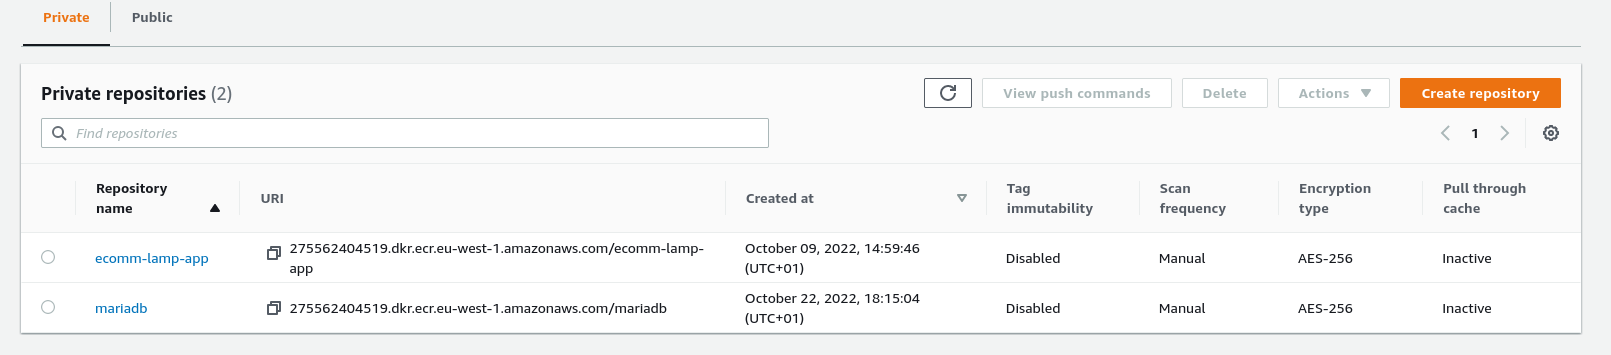 Private Public
Private repositories (2) View push commands Delete Actions Create repository
Find repositories 1
Repository name URI Created at Tag immutability Scan frequency Encryption type Pull through cache
ecomm-lamp-app 275562404519.dkr.ecr.eu-west-1.amazonaws.com/ecomm-lamp-app October 09, 2022, 14:59:46 (UTC+01) Disabled Manual AES-256 Inactive
mariadb 275562404519.dkr.ecr.eu-west-1.amazonaws.com/mariadb October 22, 2022, 18:15:04 (UTC+01) Disabled Manual AES-256 Inactive